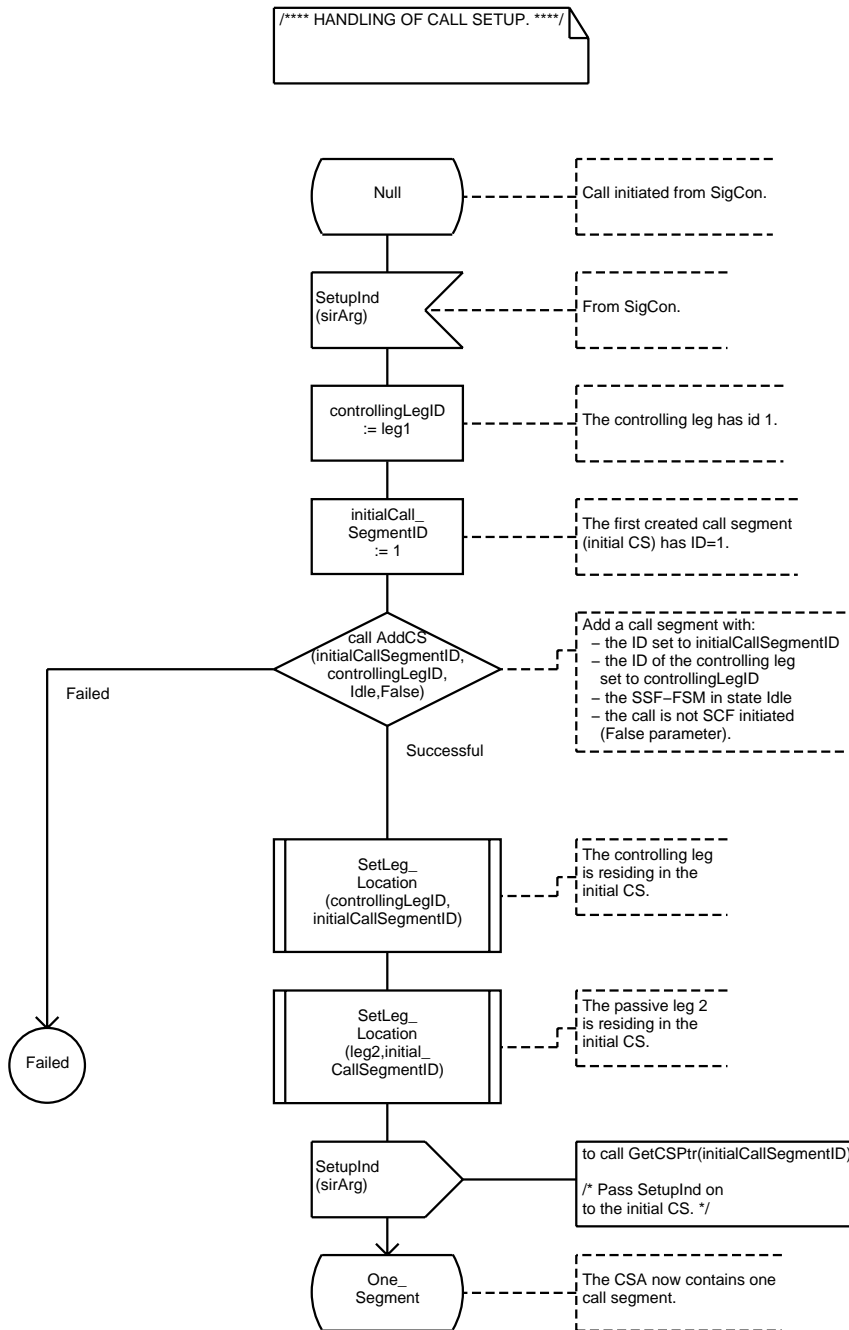 /**** HANDLING OF CALL SETUP. ****/
Null
Call initiated from SigCon.
SetupInd
(sirArg)
From SigCon.
controllingLegID
:= leg1
The controlling leg has id 1.
initialCall_
SegmentID
:= 1
The first created call segment
(initial CS) has ID=1.
call AddCS
(initialCallSegmentID,
controllingLegID,
Idle,False)
Add a call segment with:
– the ID set to initialCallSegmentID
– the ID of the controlling leg
set to controllingLegID
– the SSF–FSM in state Idle
– the call is not SCF initiated
(False parameter).
Failed
Successful
SetLeg_
Location
(controllingLegID,
initialCallSegmentID)
The controlling leg
is residing in the
initial CS.
SetLeg_
Location
(leg2,initial_
CallSegmentID)
The passive leg 2
is residing in the
initial CS.
Failed
SetupInd
(sirArg)
to call GetCSPtr(initialCallSegmentID)
/* Pass SetupInd on
to the initial CS. */
One_
Segment
The CSA now contains one
call segment.